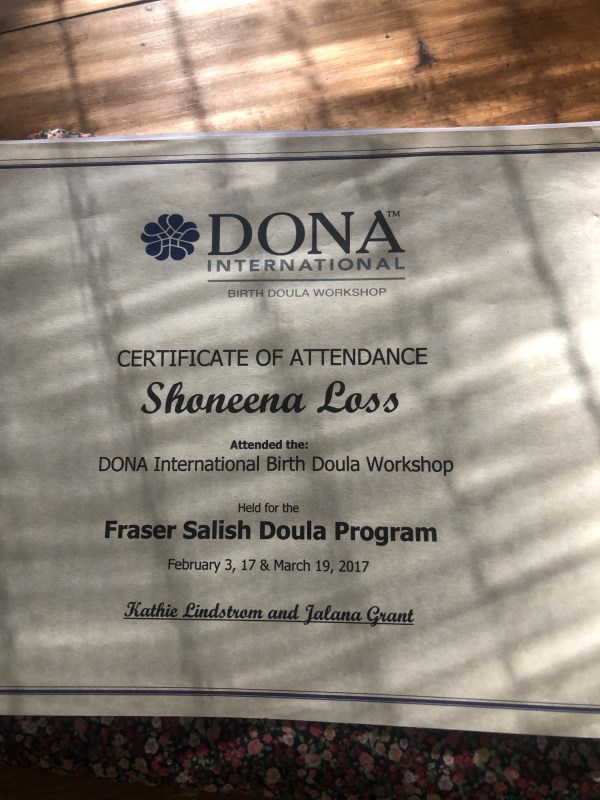 DONA™
INTERNATIONAL
BIRTH DOULA WORKSHOP
CERTIFICATE OF ATTENDANCE
Shoneena Loss
Attended the:
DONA International Birth Doula Workshop
Held for the
Fraser Salish Doula Program
February 3, 17 & March 19, 2017
Kathie Lindstrom and Jalana Grant